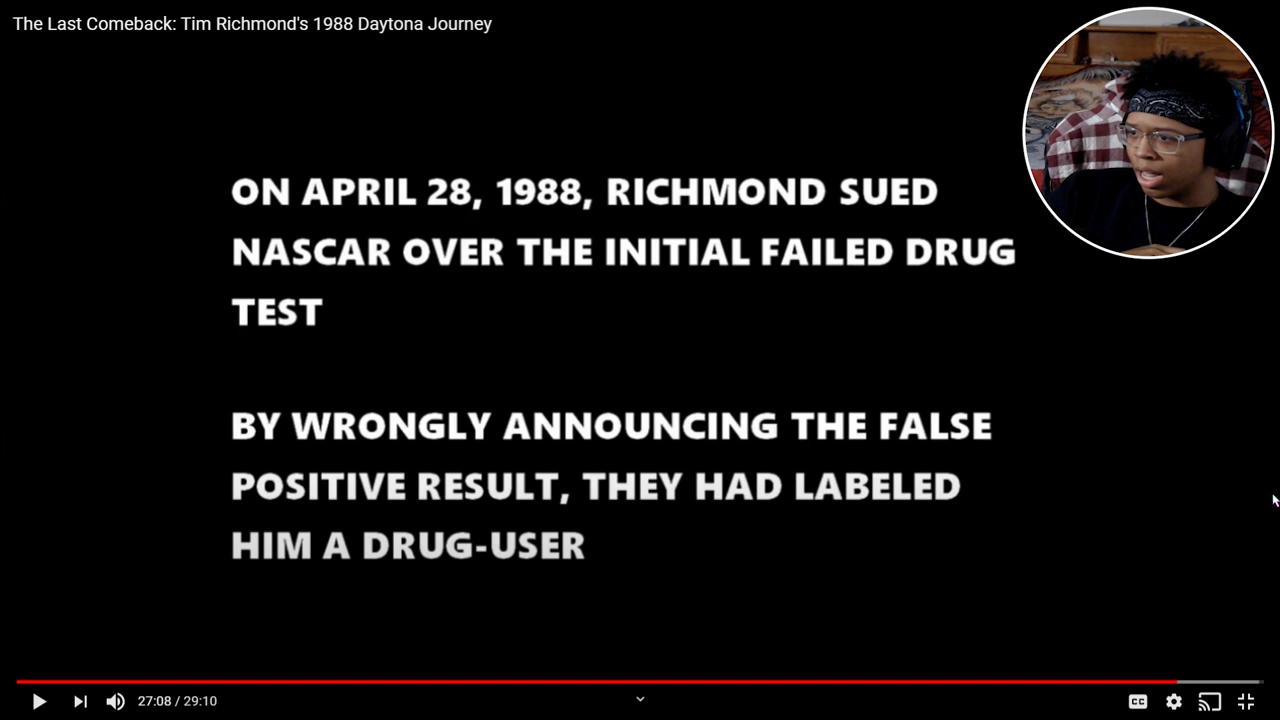 The Last Comeback: Tim Richmond's 1988 Daytona Journey
ON APRIL 28, 1988, RICHMOND SUED
NASCAR OVER THE INITIAL FAILED DRUG
TEST
BY WRONGLY ANNOUNCING THE FALSE
POSITIVE RESULT, THEY HAD LABELED
HIM A DRUG-USER
27:08 / 29:10
CC